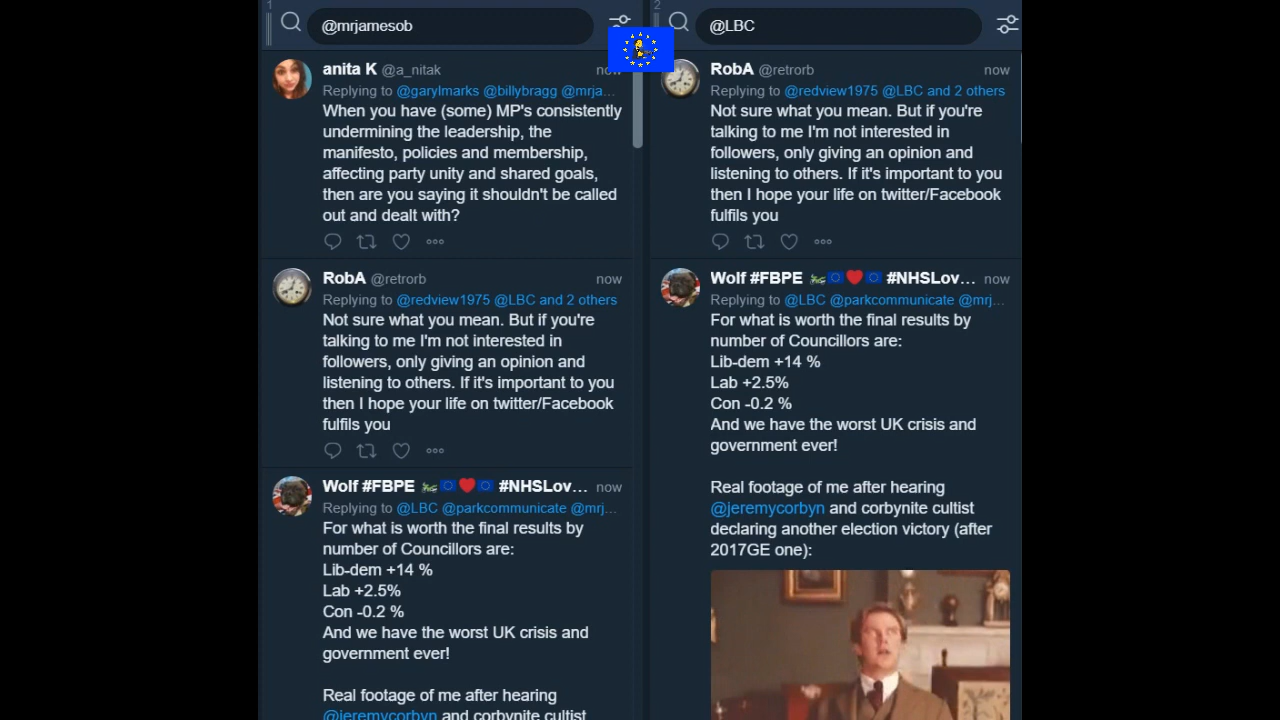 1
@mrjamesob
anita K @a_nitak now
Replying to @garylmarks @billybragg @mrja...
When you have (some) MP's consistently
undermining the leadership, the
manifesto, policies and membership,
affecting party unity and shared goals,
then are you saying it shouldn't be called
out and dealt with?
RobA @retrorb now
Replying to @redview1975 @LBC and 2 others
Not sure what you mean. But if you're
talking to me I'm not interested in
followers, only giving an opinion and
listening to others. If it's important to you
then I hope your life on twitter/Facebook
fulfils you
Wolf #FBPE #NHSLov... now
Replying to @LBC @parkcommunicate @mrj...
For what is worth the final results by
number of Councillors are:
Lib-dem +14 %
Lab +2.5%
Con -0.2 %
And we have the worst UK crisis and
government ever!
Real footage of me after hearing
@jeremycorbyn and corbynite cultist
2
@LBC
RobA @retrorb now
Replying to @redview1975 @LBC and 2 others
Not sure what you mean. But if you're
talking to me I'm not interested in
followers, only giving an opinion and
listening to others. If it's important to you
then I hope your life on twitter/Facebook
fulfils you
Wolf #FBPE #NHSLov... now
Replying to @LBC @parkcommunicate @mrj...
For what is worth the final results by
number of Councillors are:
Lib-dem +14 %
Lab +2.5%
Con -0.2 %
And we have the worst UK crisis and
government ever!
Real footage of me after hearing
@jeremycorbyn and corbynite cultist
declaring another election victory (after
2017GE one):